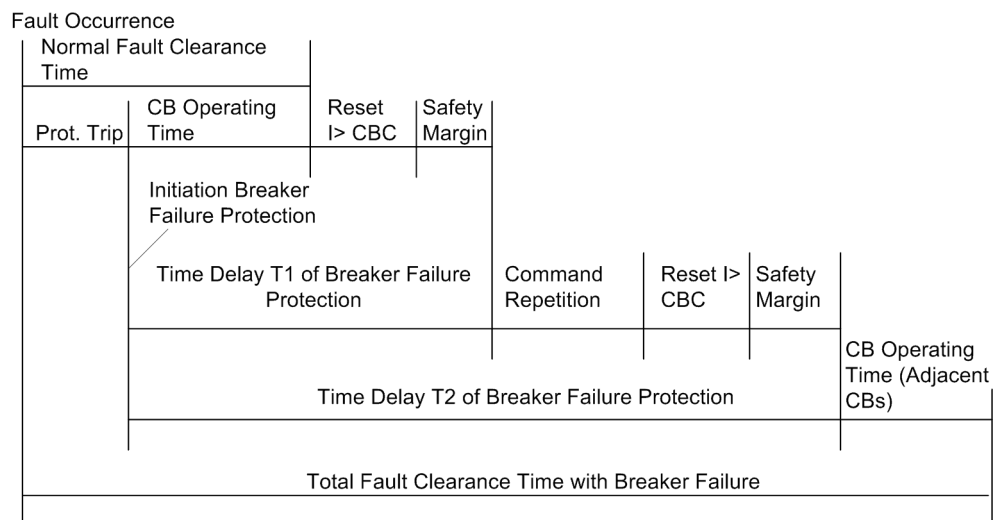 Fault Occurrence
Normal Fault Clearance
Time
Prot. Trip
CB Operating
Time
Reset
I> CBC
Safety
Margin
Initiation Breaker
Failure Protection
Time Delay T1 of Breaker Failure
Protection
Command
Repetition
Reset I>
CBC
Safety
Margin
CB Operating
Time (Adjacent
CBs)
Time Delay T2 of Breaker Failure Protection
Total Fault Clearance Time with Breaker Failure